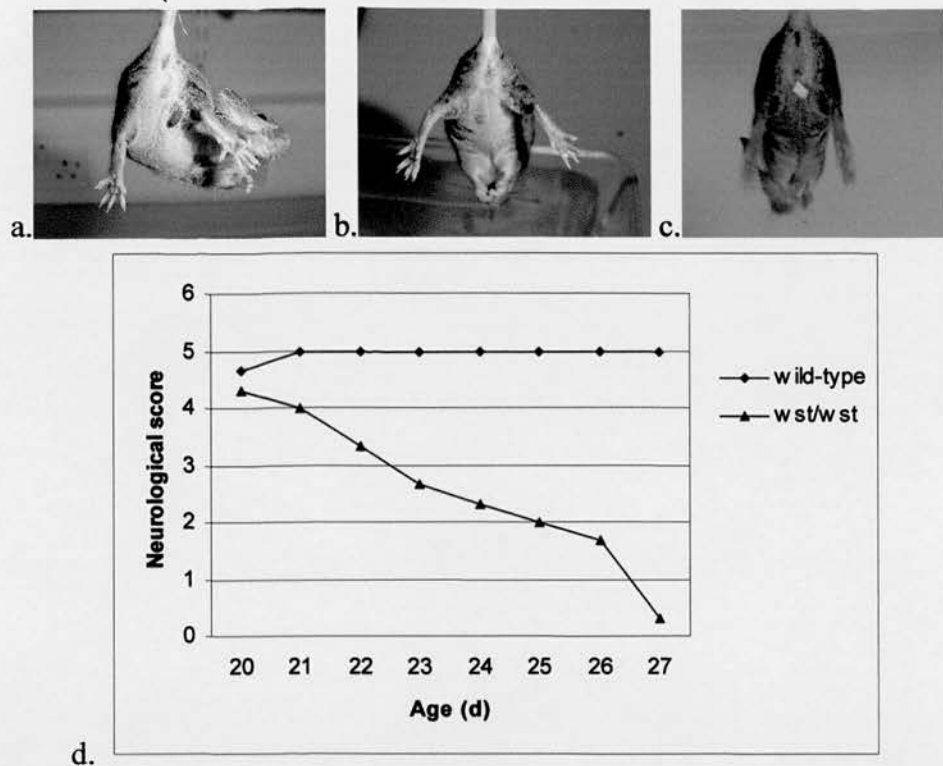 a.
b.
c.
6
5
4
3
2
1
0
Neurological score
20 21 22 23 24 25 26 27
Age (d)
wild-type
wst/wst
d.